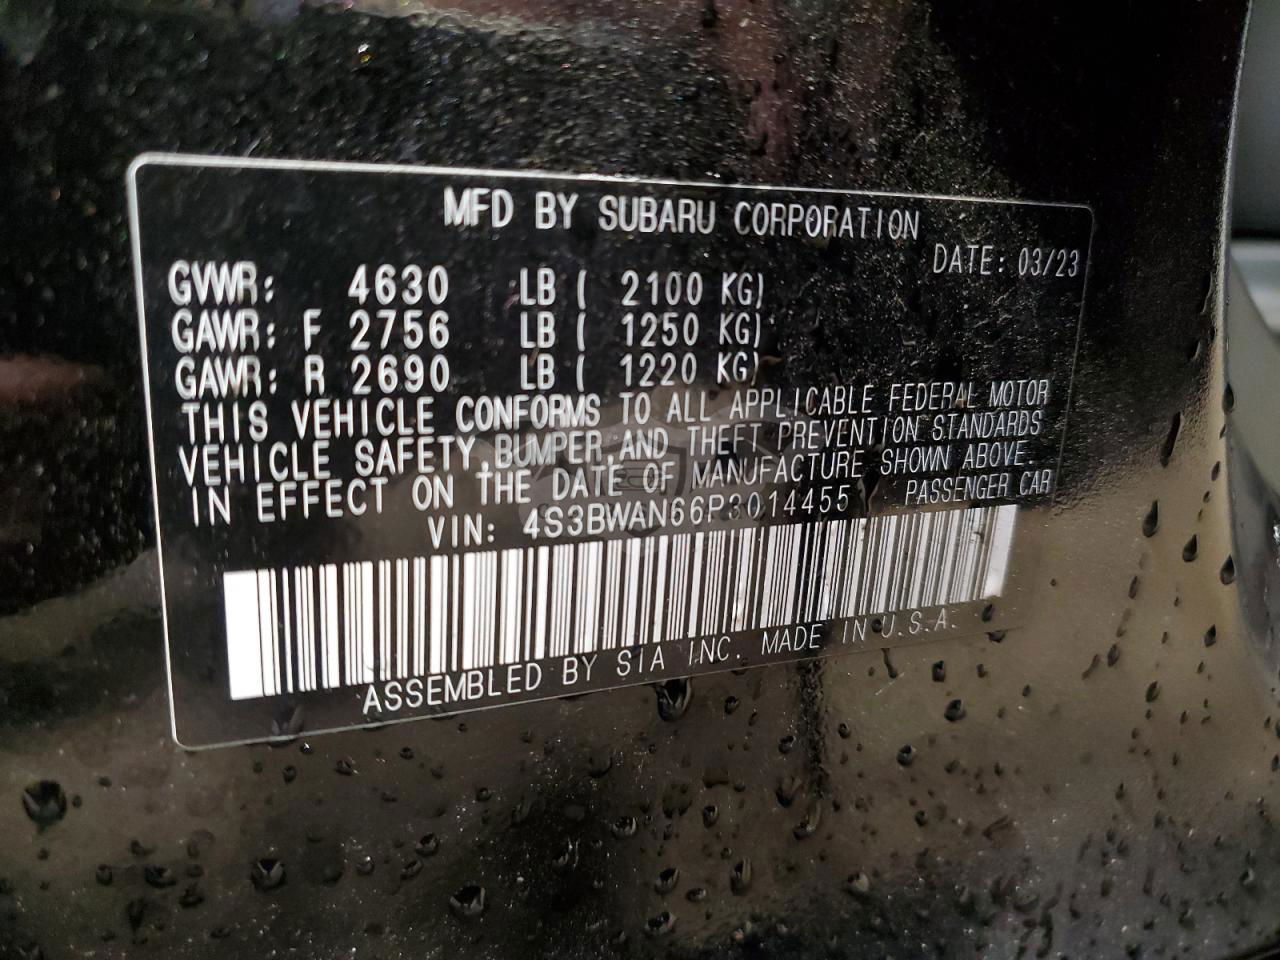 MFD BY SUBARU CORPORATION
DATE: 03/23
GVWR: 4630 LB ( 2100 KG)
GAWR: F 2756 LB ( 1250 KG)
GAWR: R 2690 LB ( 1220 KG)
THIS VEHICLE CONFORMS TO ALL APPLICABLE FEDERAL MOTOR
VEHICLE SAFETY, BUMPER, AND THEFT PREVENTION STANDARDS
IN EFFECT ON THE DATE OF MANUFACTURE SHOWN ABOVE.
VIN: 4S3BWAN66P3014455 PASSENGER CAR
ASSEMBLED BY SIA INC. MADE IN U.S.A.